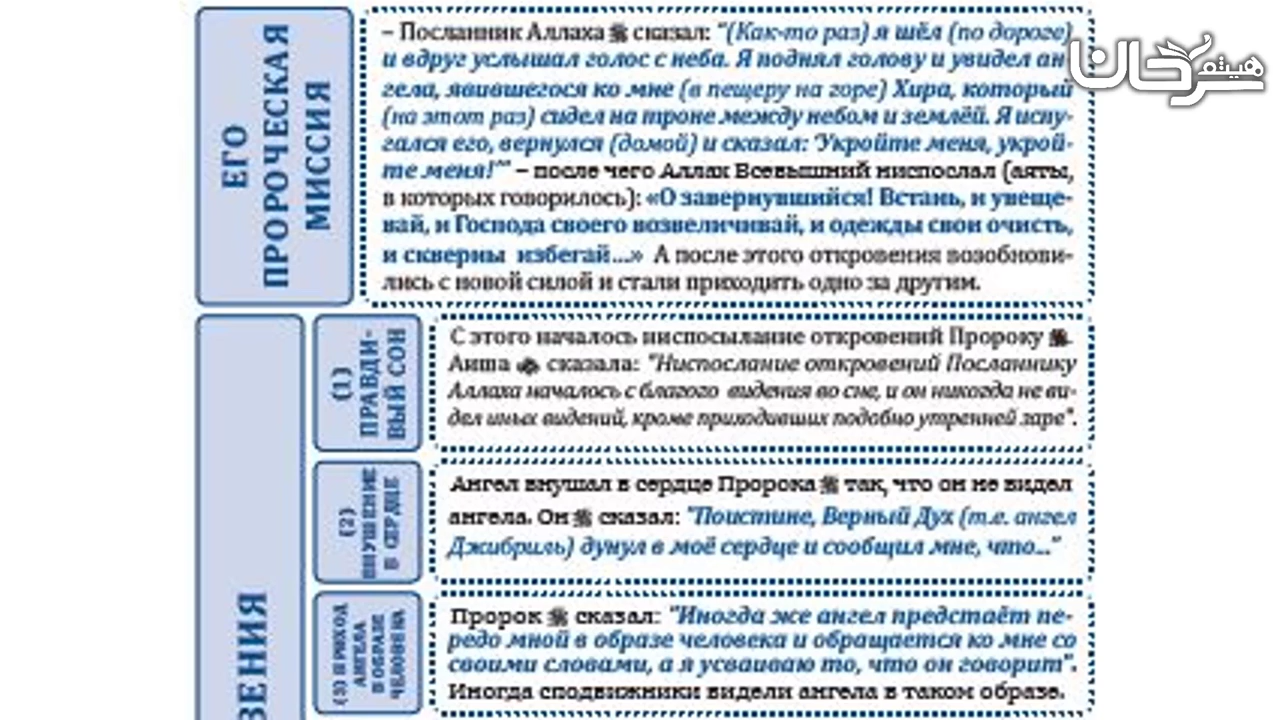 ЕГО
ПРОРОЧЕСКАЯ
МИССИЯ
– Посланник Аллаха ﷺ сказал: "(Как-то раз) я шёл (по дороге)
и вдруг услышал голос с неба. Я поднял голову и увидел ан-
гела, явившегося ко мне (в пещеру на горе) Хира, который
(на этот раз) сидел на троне между небом и землёй. Я испу-
гался его, вернулся (домой) и сказал: 'Укройте меня, укрой-
те меня!'" – после чего Аллах Всевышний ниспослал (аяты,
в которых говорилось): «О завернувшийся! Встань, и увеще-
вай, и Господа своего возвеличивай, и одежды свои очисть,
и скверны избегай...» А после этого откровения возобнови-
лись с новой силой и стали приходить одно за другим.
(1)
ПРАВДИ-
ВЫЙ СОН
С этого началось ниспосылание откровений Пророку ﷺ.
Аиша сказала: "Ниспослание откровений Посланнику
Аллаха началось с благого видения во сне, и он никогда не ви-
дел иных видений, кроме приходивших подобно утренней заре".
(2)
ВНУШЕНИЕ
В СЕРДЦЕ
Ангел внушал в сердце Пророка ﷺ так, что он не видел
ангела. Он ﷺ сказал: "Поистине, Верный Дух (т.е. ангел
Джибриль) дунул в моё сердце и сообщил мне, что..."
(3) ПРИХОД
АНГЕЛА
В ОБРАЗЕ
ЧЕЛОВЕКА
Пророк ﷺ сказал: "Иногда же ангел предстаёт пе-
редо мной в образе человека и обращается ко мне со
своими словами, а я усваиваю то, что он говорит".
Иногда сподвижники видели ангела в таком образе.
ВЕНИЯ